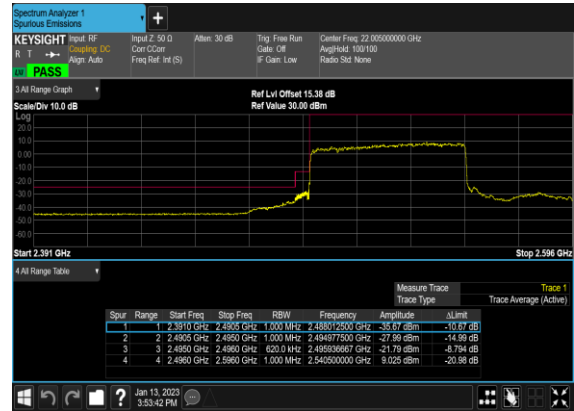 Spectrum Analyzer 1
Spurious Emissions
KEYSIGHT Input: RF Input Z: 50 Ω Atten: 30 dB Trig: Free Run Center Freq: 22.005000000 GHz
R T Coupling: DC Corr CCorr Gate: Off Avg|Hold: 100/100
Align: Auto Freq Ref: Int (S) IF Gain: Low Radio Std: None
PASS
3 All Range Graph
Ref Lvl Offset 15.38 dB
Scale/Div 10.0 dB Ref Value 30.00 dBm
Log
20.0
10.0
0.00
-10.0
-20.0
-30.0
-40.0
-50.0
-60.0
Start 2.391 GHz Stop 2.596 GHz
4 All Range Table
Measure Trace Trace 1
Trace Type Trace Average (Active)
Spur Range Start Freq Stop Freq RBW Frequency Amplitude ΔLimit
1 1 2.3910 GHz 2.4905 GHz 1.000 MHz 2.488012500 GHz -35.67 dBm -10.67 dB
2 2 2.4905 GHz 2.4950 GHz 1.000 MHz 2.494977500 GHz -27.99 dBm -14.99 dB
3 3 2.4950 GHz 2.4960 GHz 620.0 kHz 2.495936667 GHz -21.79 dBm -8.794 dB
4 4 2.4960 GHz 2.5960 GHz 1.000 MHz 2.540500000 GHz 9.025 dBm -20.98 dB
Jan 13, 2023
3:53:42 PM